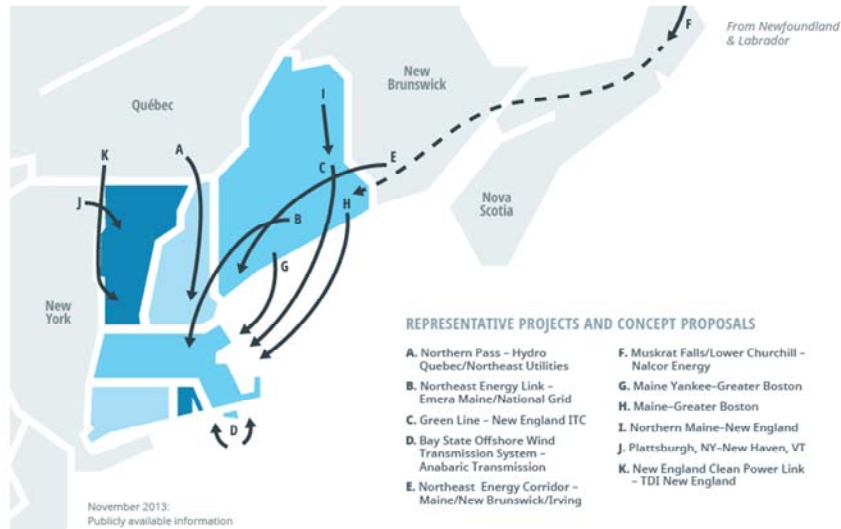 F
From Newfoundland
& Labrador
New
Brunswick
Québec
I
K
A
C
E
Nova
Scotia
J
H
B
G
New
York
REPRESENTATIVE PROJECTS AND CONCEPT PROPOSALS
A. Northern Pass – Hydro
Quebec/Northeast Utilities
B. Northeast Energy Link –
Emera Maine/National Grid
C. Green Line – New England ITC
D. Bay State Offshore Wind
Transmission System –
Anabaric Transmission
E. Northeast Energy Corridor –
Maine/New Brunswick/Irving
F. Muskrat Falls/Lower Churchill –
Nalcor Energy
G. Maine Yankee–Greater Boston
H. Maine–Greater Boston
I. Northern Maine–New England
J. Plattsburgh, NY–New Haven, VT
K. New England Clean Power Link
– TDI New England
D
November 2013:
Publicly available information